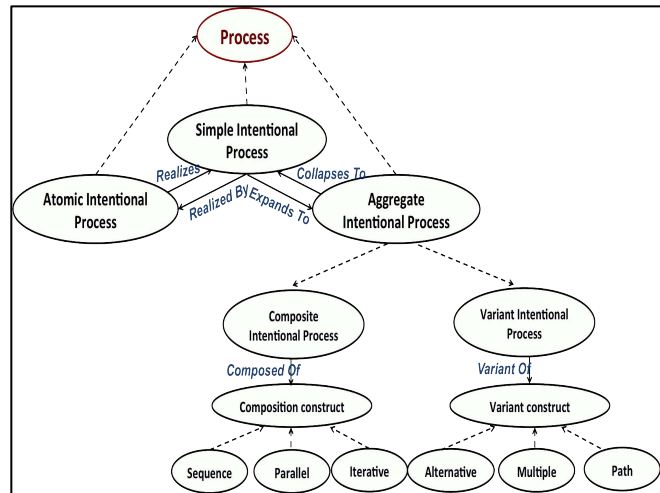 Process
Simple Intentional
Process
Realizes
Collapses To
Atomic Intentional
Process
Realized By
Expands To
Aggregate
Intentional Process
Composite
Intentional Process
Variant Intentional
Process
Composed Of
Variant Of
Composition construct
Variant construct
Sequence
Parallel
Iterative
Alternative
Multiple
Path